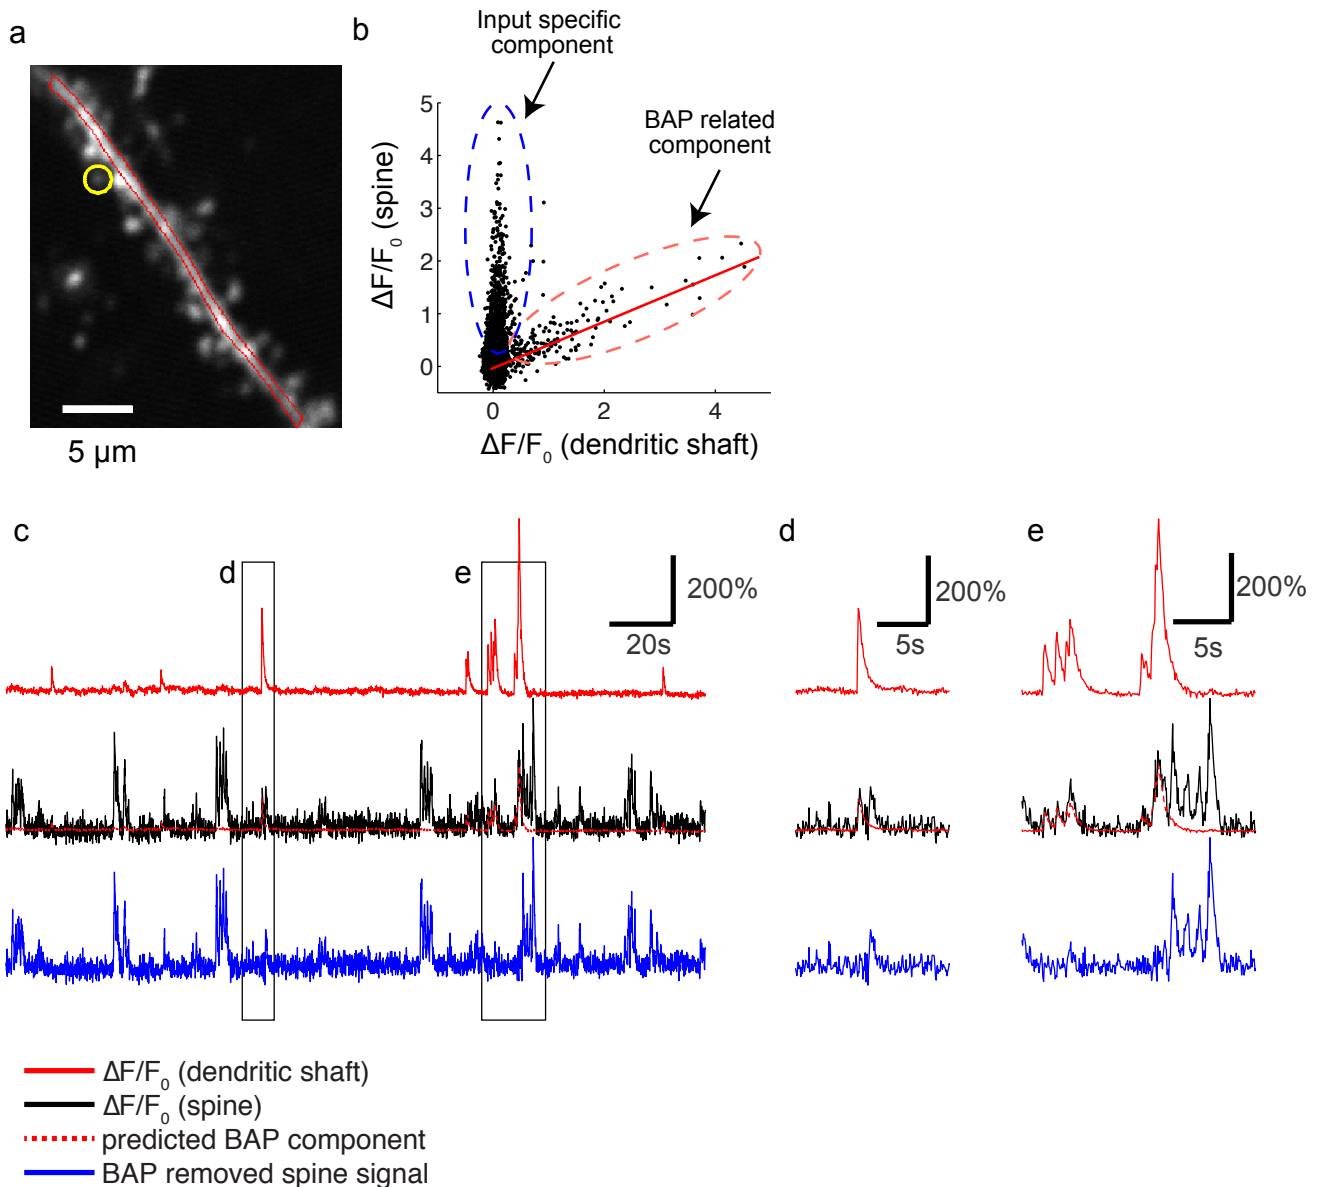 a
5 μm
b
Input specific
component
BAP related
component
5
4
3
2
1
0
ΔF/F₀ (spine)
0
2
4
ΔF/F₀ (dendritic shaft)
c
d
e
200%
20s
d
200%
5s
e
200%
5s
ΔF/F₀ (dendritic shaft)
ΔF/F₀ (spine)
predicted BAP component
BAP removed spine signal